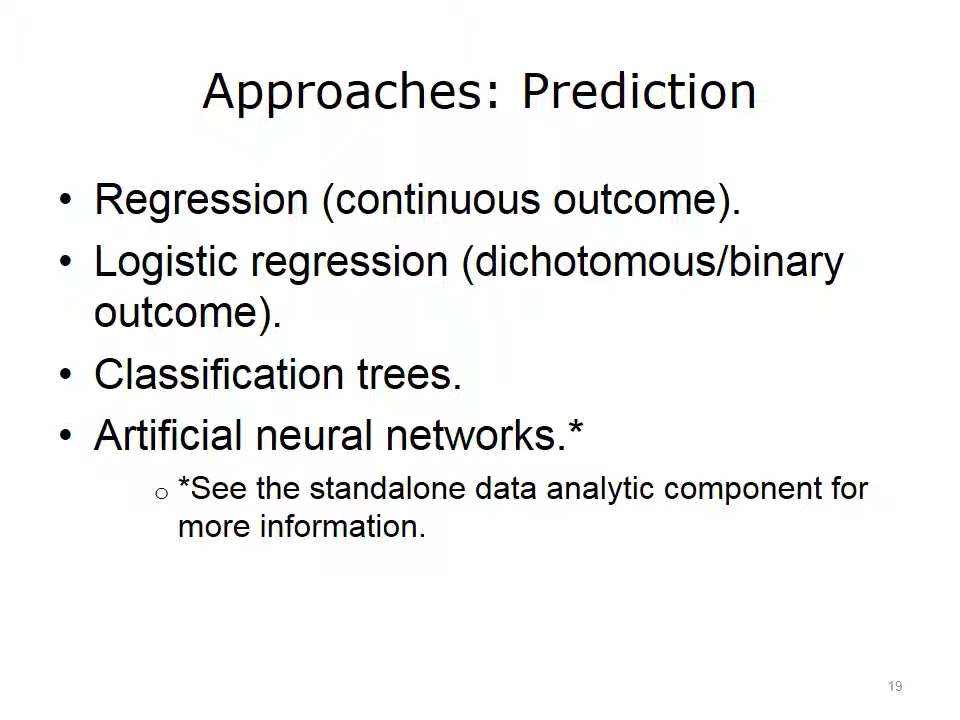 Approaches: Prediction
• Regression (continuous outcome).
• Logistic regression (dichotomous/binary
outcome).
• Classification trees.
• Artificial neural networks.*
o *See the standalone data analytic component for
more information.
19